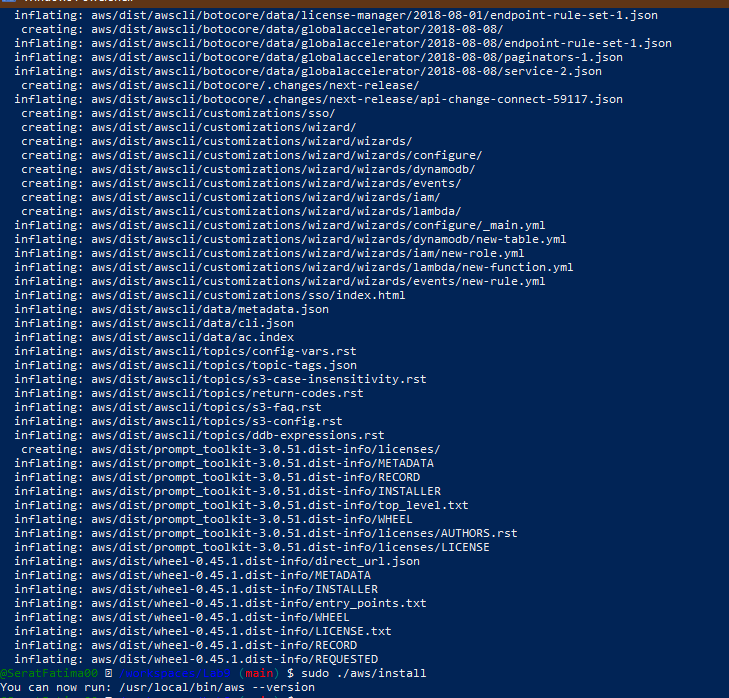 inflating: aws/dist/awscli/botocore/data/license-manager/2018-08-01/endpoint-rule-set-1.json
creating: aws/dist/awscli/botocore/data/globalaccelerator/2018-08-08/
inflating: aws/dist/awscli/botocore/data/globalaccelerator/2018-08-08/endpoint-rule-set-1.json
inflating: aws/dist/awscli/botocore/data/globalaccelerator/2018-08-08/paginators-1.json
inflating: aws/dist/awscli/botocore/data/globalaccelerator/2018-08-08/service-2.json
creating: aws/dist/awscli/botocore/.changes/next-release/
inflating: aws/dist/awscli/botocore/.changes/next-release/api-change-connect-59117.json
creating: aws/dist/awscli/customizations/sso/
creating: aws/dist/awscli/customizations/wizard/
creating: aws/dist/awscli/customizations/wizard/wizards/
creating: aws/dist/awscli/customizations/wizard/wizards/configure/
creating: aws/dist/awscli/customizations/wizard/wizards/dynamodb/
creating: aws/dist/awscli/customizations/wizard/wizards/events/
creating: aws/dist/awscli/customizations/wizard/wizards/iam/
creating: aws/dist/awscli/customizations/wizard/wizards/lambda/
inflating: aws/dist/awscli/customizations/wizard/wizards/configure/_main.yml
inflating: aws/dist/awscli/customizations/wizard/wizards/dynamodb/new-table.yml
inflating: aws/dist/awscli/customizations/wizard/wizards/iam/new-role.yml
inflating: aws/dist/awscli/customizations/wizard/wizards/lambda/new-function.yml
inflating: aws/dist/awscli/customizations/wizard/wizards/events/new-rule.yml
inflating: aws/dist/awscli/customizations/sso/index.html
inflating: aws/dist/awscli/data/metadata.json
inflating: aws/dist/awscli/data/cli.json
inflating: aws/dist/awscli/data/ac.index
inflating: aws/dist/awscli/topics/config-vars.rst
inflating: aws/dist/awscli/topics/topic-tags.json
inflating: aws/dist/awscli/topics/s3-case-insensitivity.rst
inflating: aws/dist/awscli/topics/return-codes.rst
inflating: aws/dist/awscli/topics/s3-faq.rst
inflating: aws/dist/awscli/topics/s3-config.rst
inflating: aws/dist/awscli/topics/ddb-expressions.rst
creating: aws/dist/prompt_toolkit-3.0.51.dist-info/licenses/
inflating: aws/dist/prompt_toolkit-3.0.51.dist-info/METADATA
inflating: aws/dist/prompt_toolkit-3.0.51.dist-info/RECORD
inflating: aws/dist/prompt_toolkit-3.0.51.dist-info/INSTALLER
inflating: aws/dist/prompt_toolkit-3.0.51.dist-info/top_level.txt
inflating: aws/dist/prompt_toolkit-3.0.51.dist-info/WHEEL
inflating: aws/dist/prompt_toolkit-3.0.51.dist-info/licenses/AUTHORS.rst
inflating: aws/dist/prompt_toolkit-3.0.51.dist-info/licenses/LICENSE
inflating: aws/dist/wheel-0.45.1.dist-info/direct_url.json
inflating: aws/dist/wheel-0.45.1.dist-info/METADATA
inflating: aws/dist/wheel-0.45.1.dist-info/INSTALLER
inflating: aws/dist/wheel-0.45.1.dist-info/entry_points.txt
inflating: aws/dist/wheel-0.45.1.dist-info/WHEEL
inflating: aws/dist/wheel-0.45.1.dist-info/LICENSE.txt
inflating: aws/dist/wheel-0.45.1.dist-info/RECORD
inflating: aws/dist/wheel-0.45.1.dist-info/REQUESTED
@SeratFatima00 (main) $ sudo ./aws/install
You can now run: /usr/local/bin/aws --version